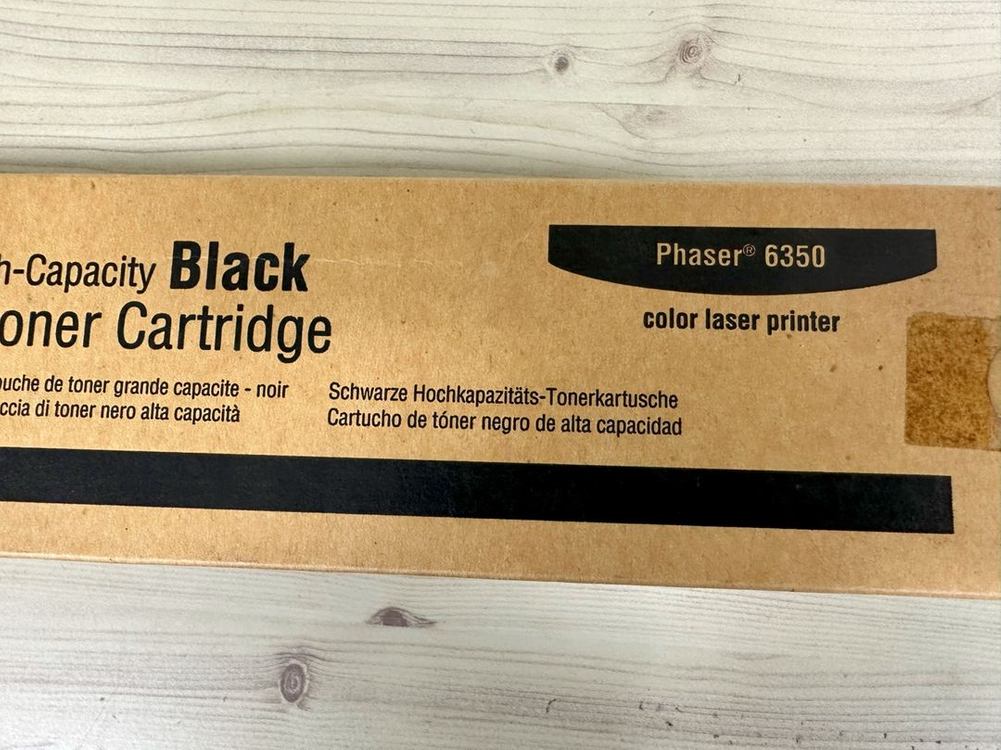 h-Capacity Black
oner Cartridge
uche de toner grande capacite - noir
ccia di toner nero alta capacità
Schwarze Hochkapazitäts-Tonerkartusche
Cartucho de tóner negro de alta capacidad
Phaser® 6350
color laser printer